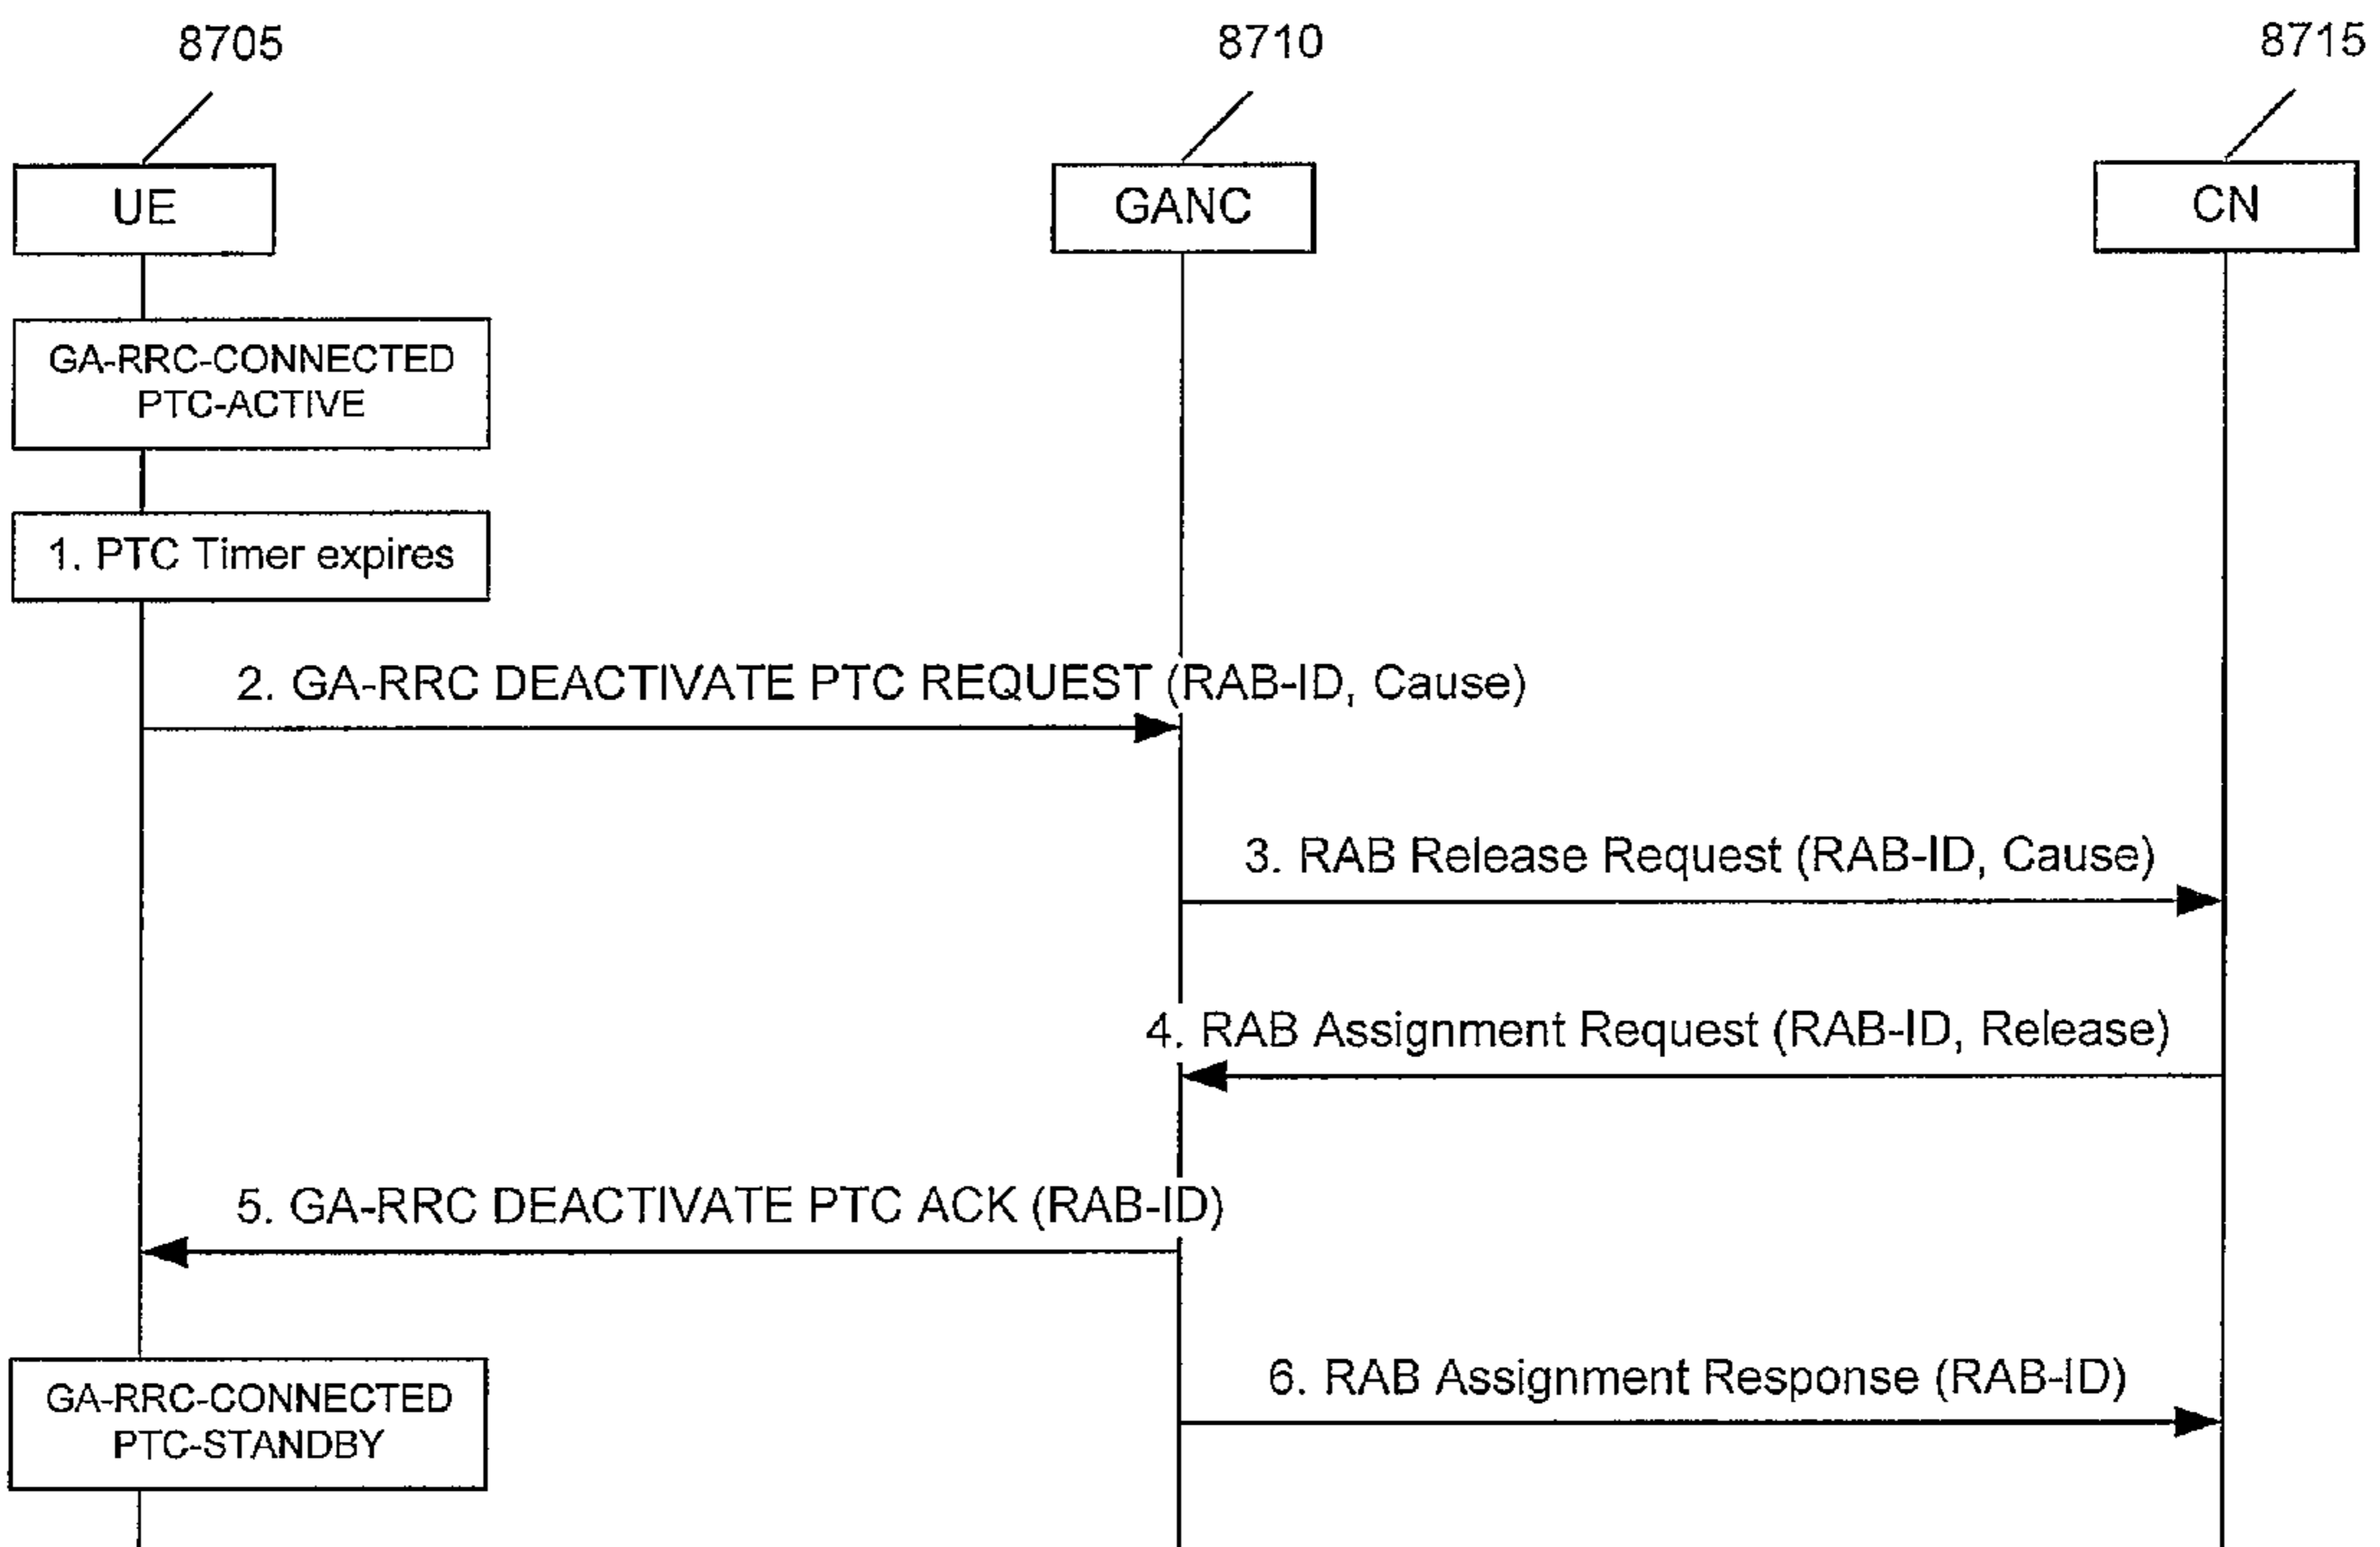 8705
8710
8715
UE
GANC
CN
GA-RRC-CONNECTED
PTC-ACTIVE
1. PTC Timer expires
2. GA-RRC DEACTIVATE PTC REQUEST (RAB-ID, Cause)
3. RAB Release Request (RAB-ID, Cause)
4. RAB Assignment Request (RAB-ID, Release)
5. GA-RRC DEACTIVATE PTC ACK (RAB-ID)
6. RAB Assignment Response (RAB-ID)
GA-RRC-CONNECTED
PTC-STANDBY